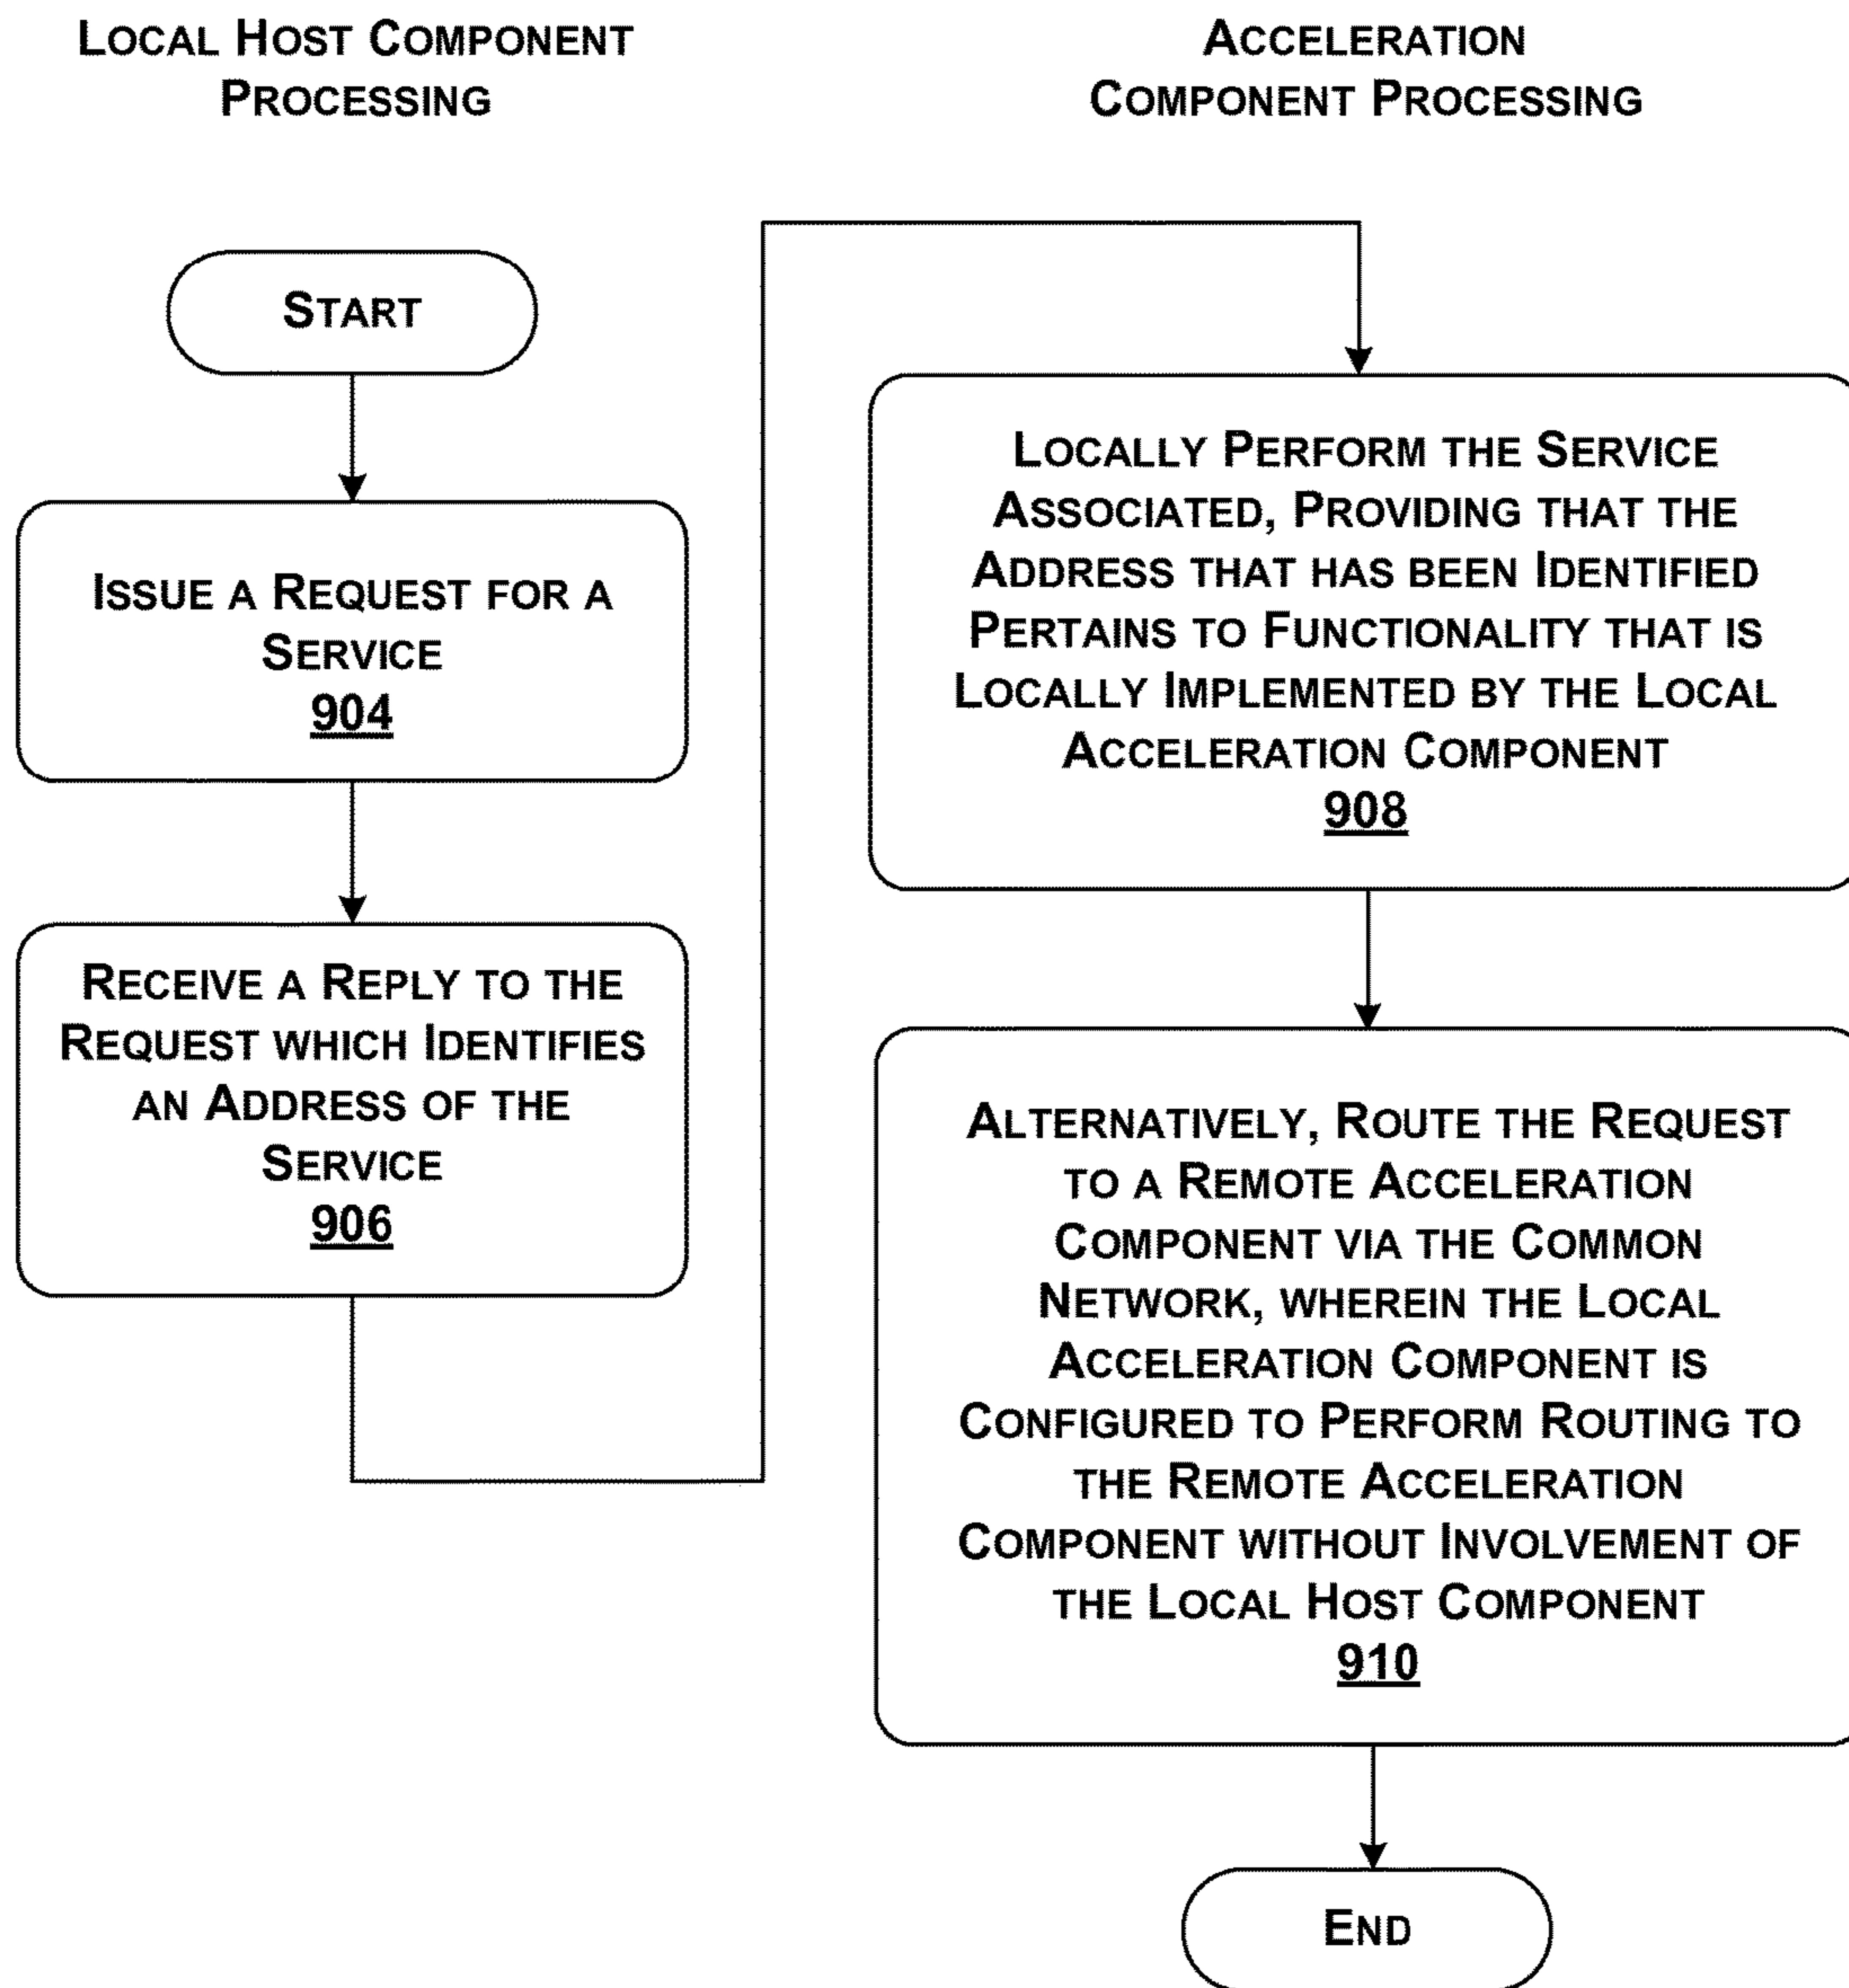 LOCAL HOST COMPONENT
PROCESSING
START
ISSUE A REQUEST FOR A
SERVICE
904
RECEIVE A REPLY TO THE
REQUEST WHICH IDENTIFIES
AN ADDRESS OF THE
SERVICE
906
ACCELERATION
COMPONENT PROCESSING
LOCALLY PERFORM THE SERVICE
ASSOCIATED, PROVIDING THAT THE
ADDRESS THAT HAS BEEN IDENTIFIED
PERTAINS TO FUNCTIONALITY THAT IS
LOCALLY IMPLEMENTED BY THE LOCAL
ACCELERATION COMPONENT
908
ALTERNATIVELY, ROUTE THE REQUEST
TO A REMOTE ACCELERATION
COMPONENT VIA THE COMMON
NETWORK, WHEREIN THE LOCAL
ACCELERATION COMPONENT IS
CONFIGURED TO PERFORM ROUTING TO
THE REMOTE ACCELERATION
COMPONENT WITHOUT INVOLVEMENT OF
THE LOCAL HOST COMPONENT
910
END